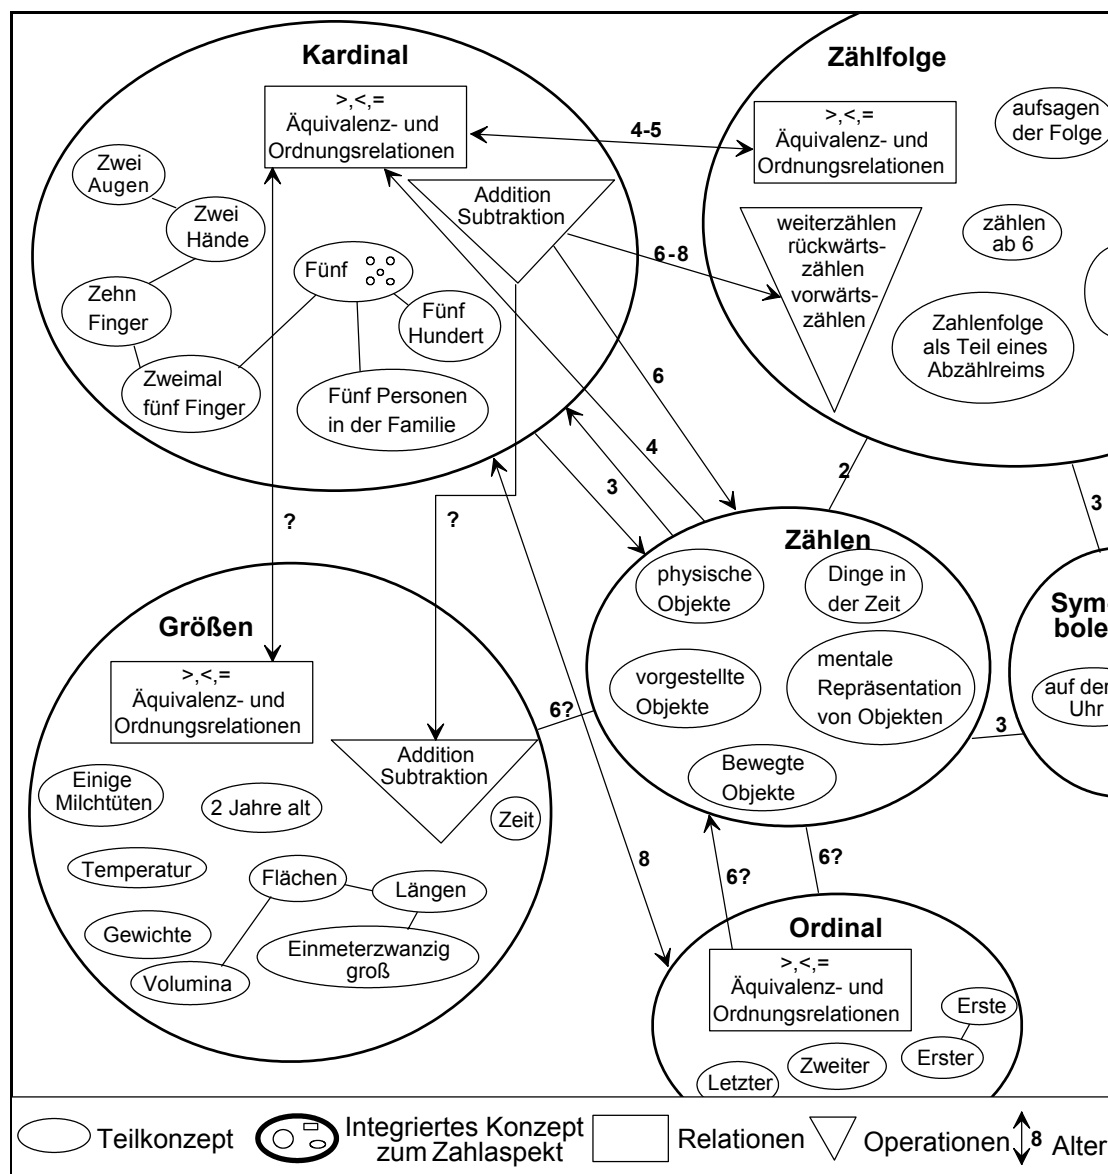 Kardinal
>,<,=
Äquivalenz- und
Ordnungsrelationen
Zwei
Augen
Zwei
Hände
Zehn
Finger
Zweimal
fünf Finger
Fünf
Fünf
Hundert
Fünf Personen
in der Familie
Addition
Subtraktion
4-5
6-8
6
4
3
2
3
?
?
Zählfolge
>,<,=
Äquivalenz- und
Ordnungsrelationen
aufsagen
der Folge
zählen
ab 6
weiterzählen
rückwärts-
zählen
vorwärts-
zählen
Zahlenfolge
als Teil eines
Abzählreims
Zählen
physische
Objekte
Dinge in
der Zeit
vorgestellte
Objekte
mentale
Repräsentation
von Objekten
Bewegte
Objekte
Sym-
bole
auf der
Uhr
3
6?
Größen
>,<,=
Äquivalenz- und
Ordnungsrelationen
Addition
Subtraktion
Einige
Milchtüten
2 Jahre alt
Zeit
Temperatur
Flächen
Längen
Gewichte
Volumina
Einmeterzwanzig
groß
8
6?
6?
Ordinal
>,<,=
Äquivalenz- und
Ordnungsrelationen
Erste
Erster
Zweiter
Letzter
Teilkonzept
Integriertes Konzept
zum Zahlaspekt
Relationen
Operationen
8 Alter